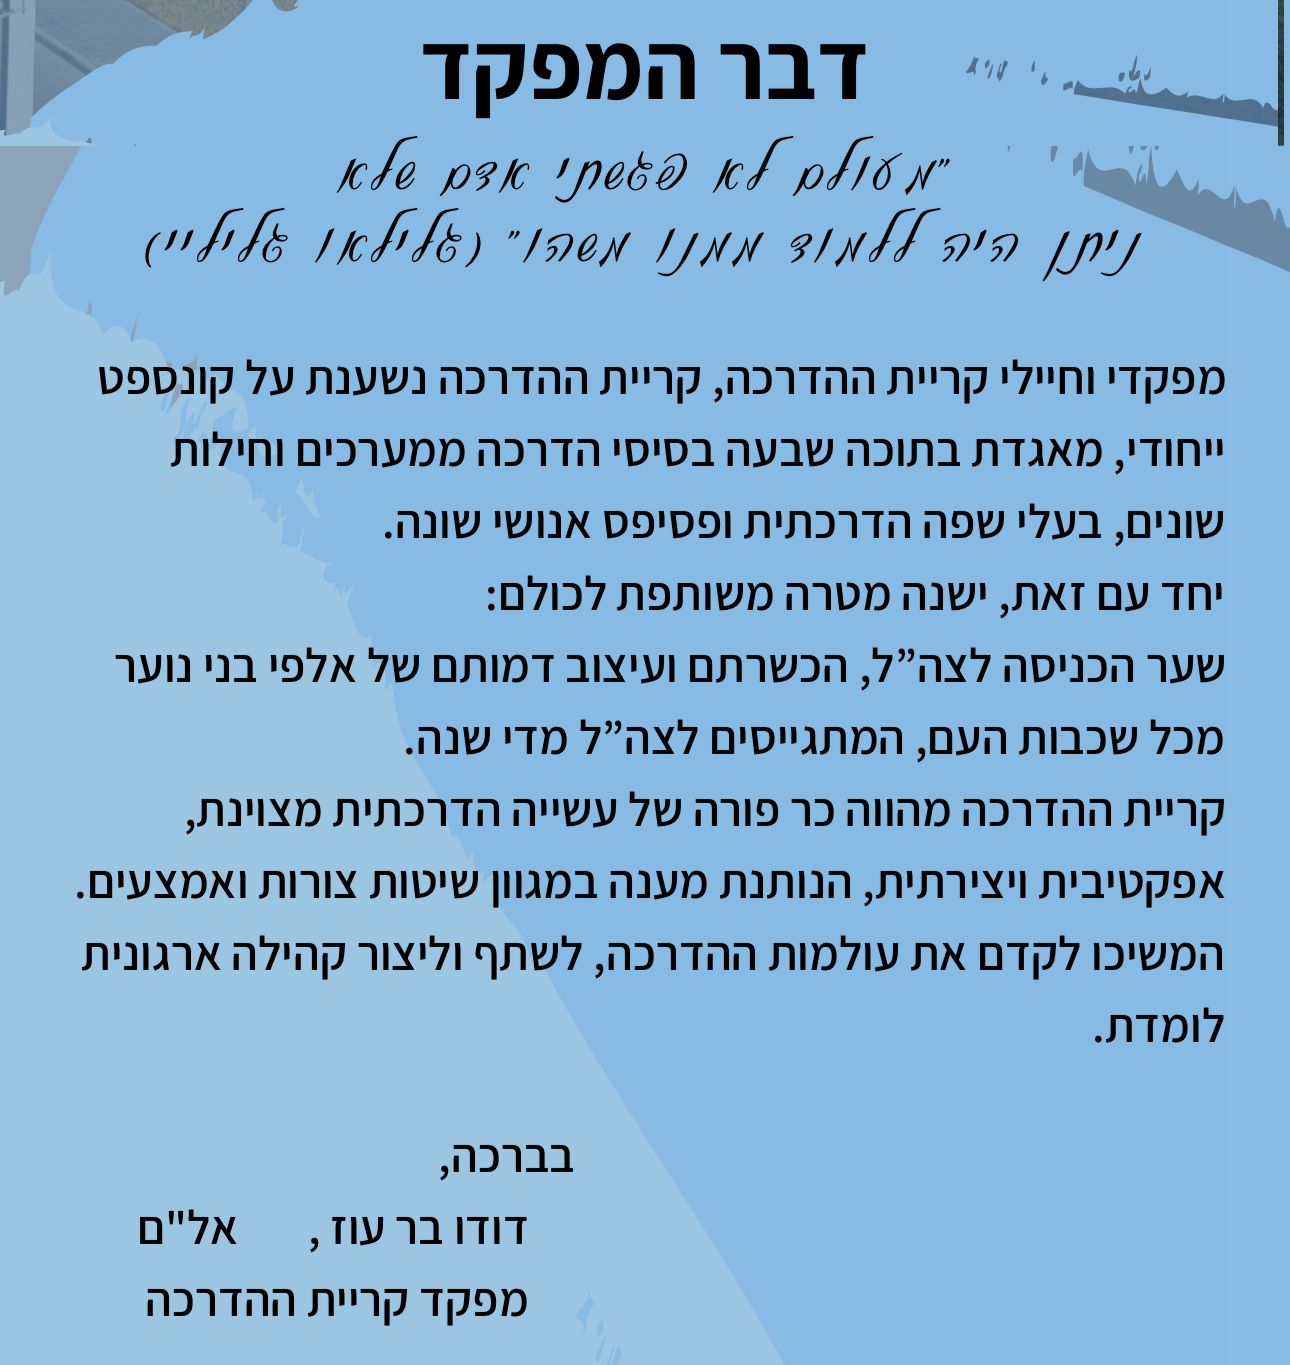 דבר המפקד
"מעולם לא פגשתי אדם שלא
ניתן היה ללמוד ממנו משהו" (גלילאו גליליי)
מפקדי וחיילי קריית ההדרכה, קריית ההדרכה נשענת על קונספט
ייחודי, מאגדת בתוכה שבעה בסיסי הדרכה ממערכים וחילות
שונים, בעלי שפה הדרכתית ופסיפס אנושי שונה.
יחד עם זאת, ישנה מטרה משותפת לכולם:
שער הכניסה לצה”ל, הכשרתם ועיצוב דמותם של אלפי בני נוער
מכל שכבות העם, המתגייסים לצה”ל מדי שנה.
קריית ההדרכה מהווה כר פורה של עשייה הדרכתית מצוינת,
אפקטיבית ויצירתית, הנותנת מענה במגוון שיטות צורות ואמצעים.
המשיכו לקדם את עולמות ההדרכה, לשתף וליצור קהילה ארגונית
לומדת.
בברכה,
דודו בר עוז , אל"ם
מפקד קריית ההדרכה